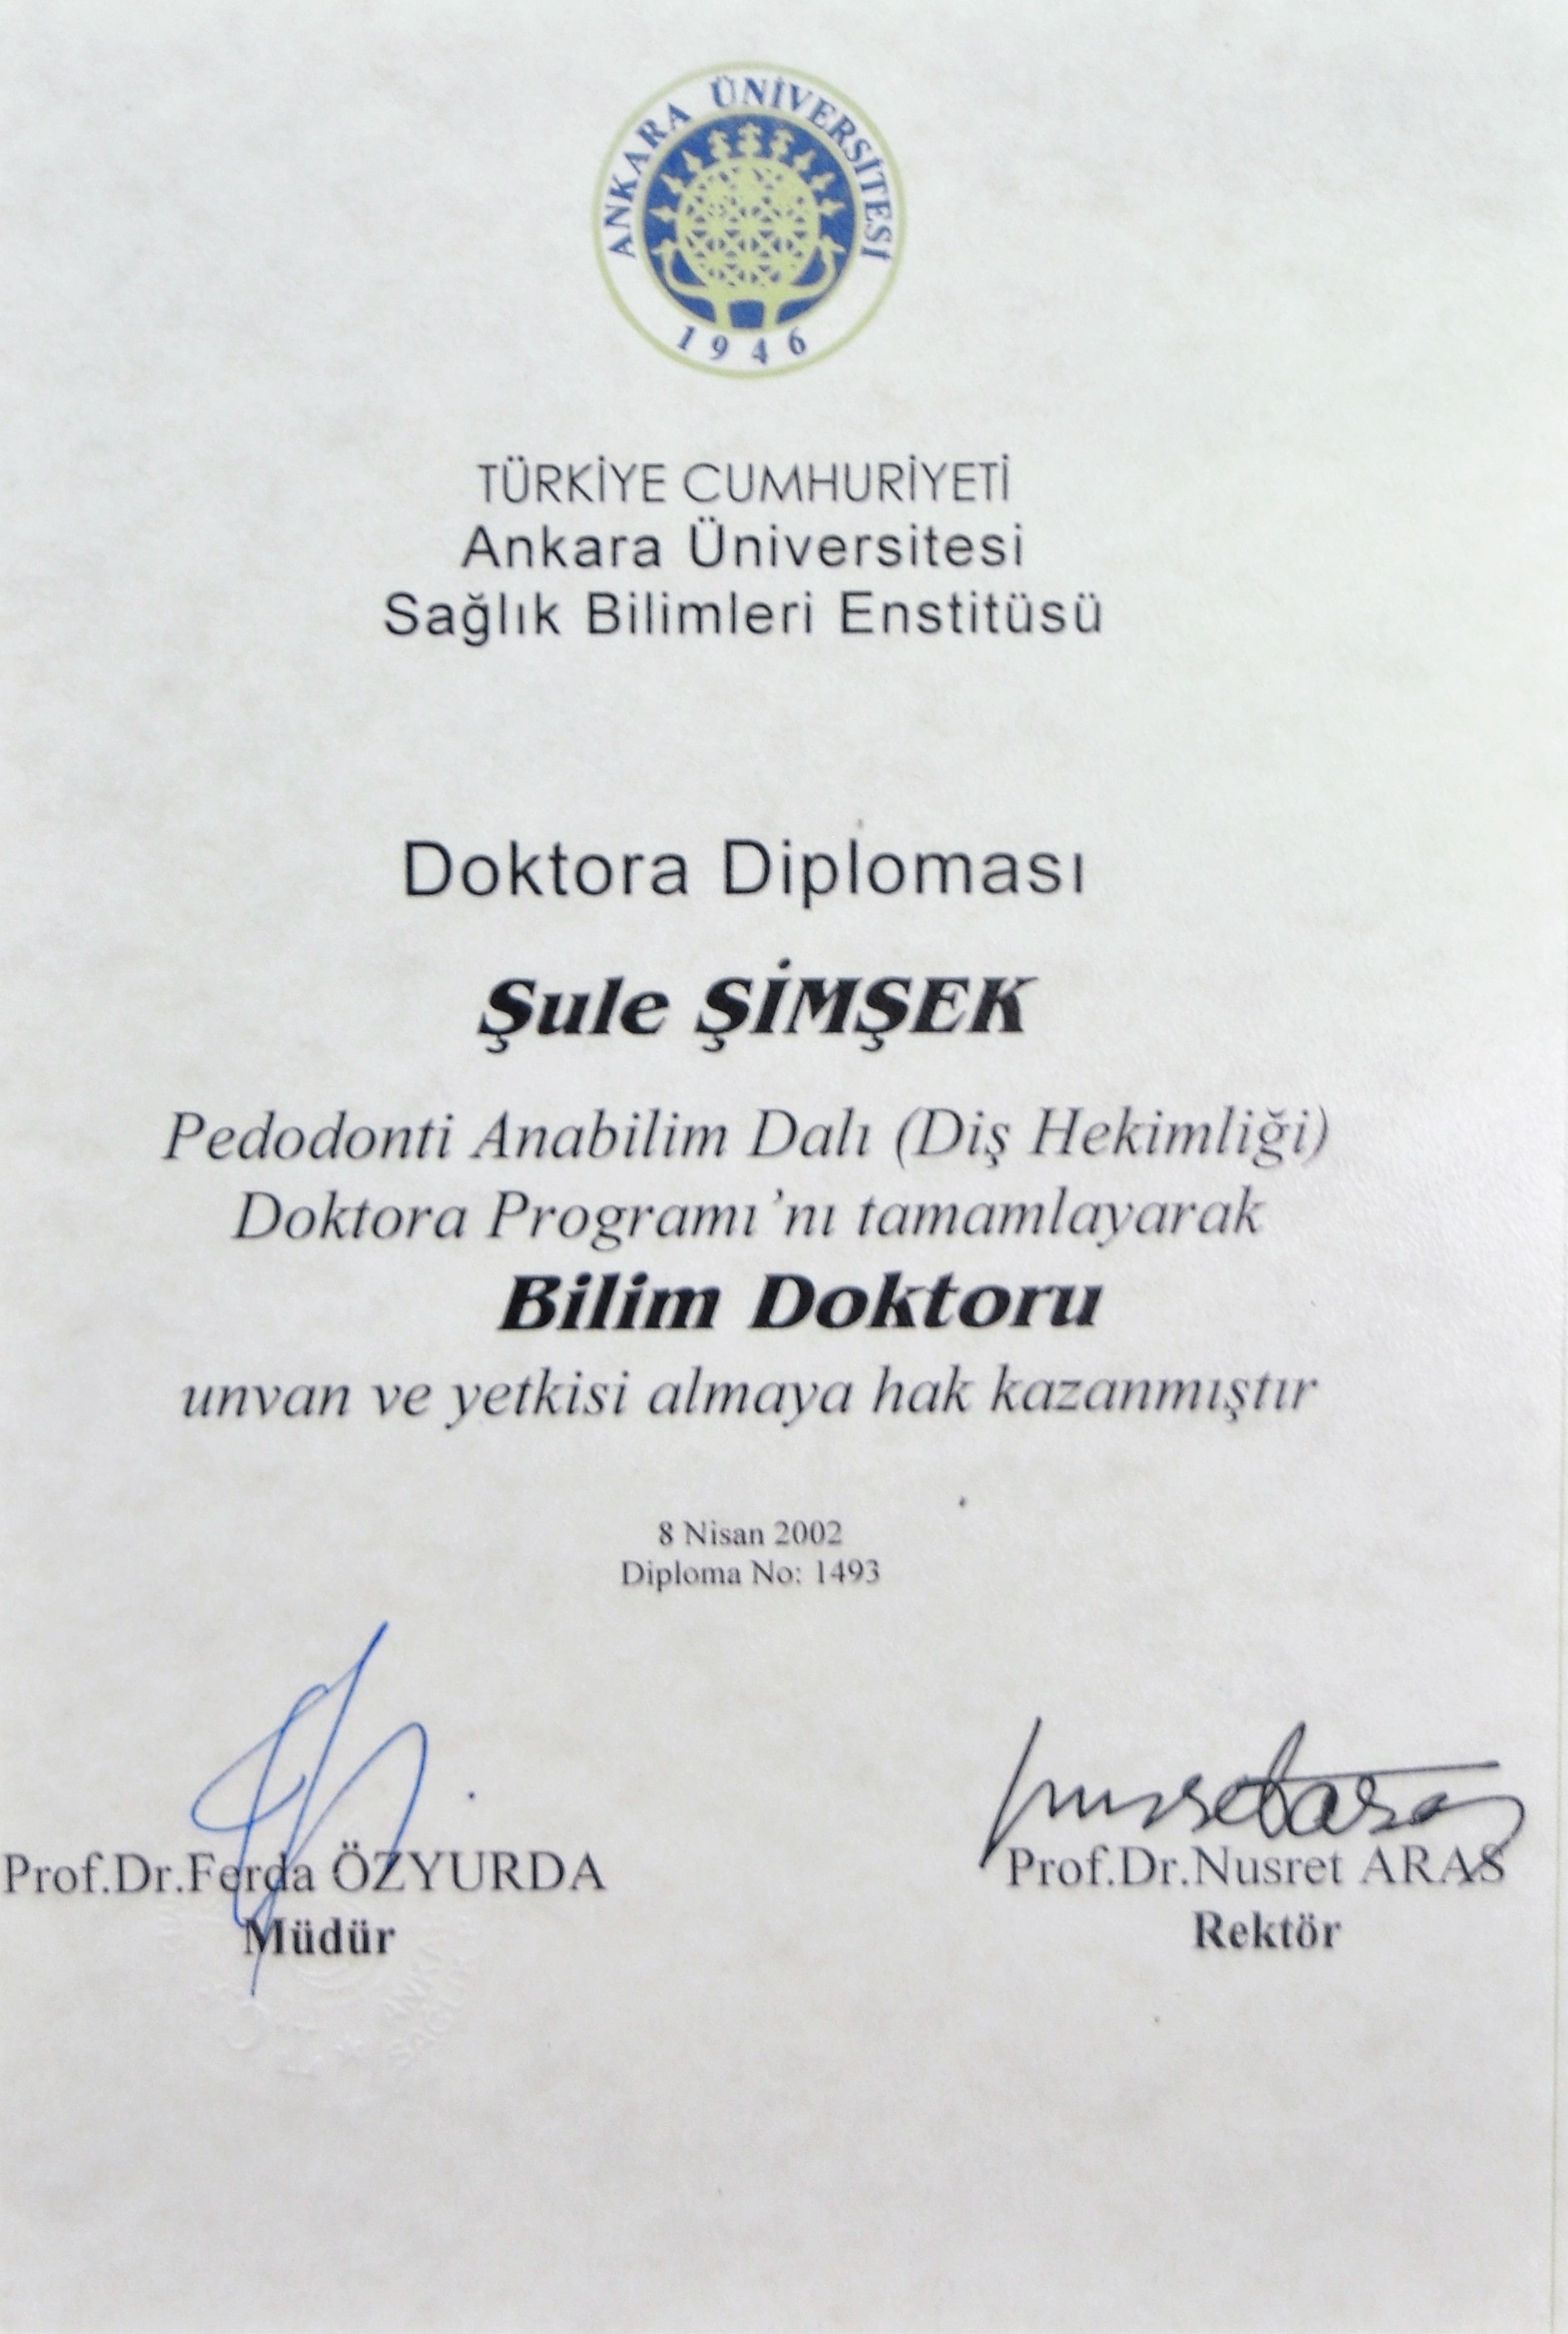 ANKARA ÜNİVERSİTESİ
1946
TÜRKİYE CUMHURİYETİ
Ankara Üniversitesi
Sağlık Bilimleri Enstitüsü
Doktora Diploması
Şule ŞİMŞEK
Pedodonti Anabilim Dalı (Diş Hekimliği)
Doktora Programı'nı tamamlayarak
Bilim Doktoru
unvan ve yetkisi almaya hak kazanmıştır
8 Nisan 2002
Diploma No: 1493
nusretaras
Prof.Dr.Ferda ÖZYURDA Prof.Dr.Nusret ARAS
Müdür Rektör